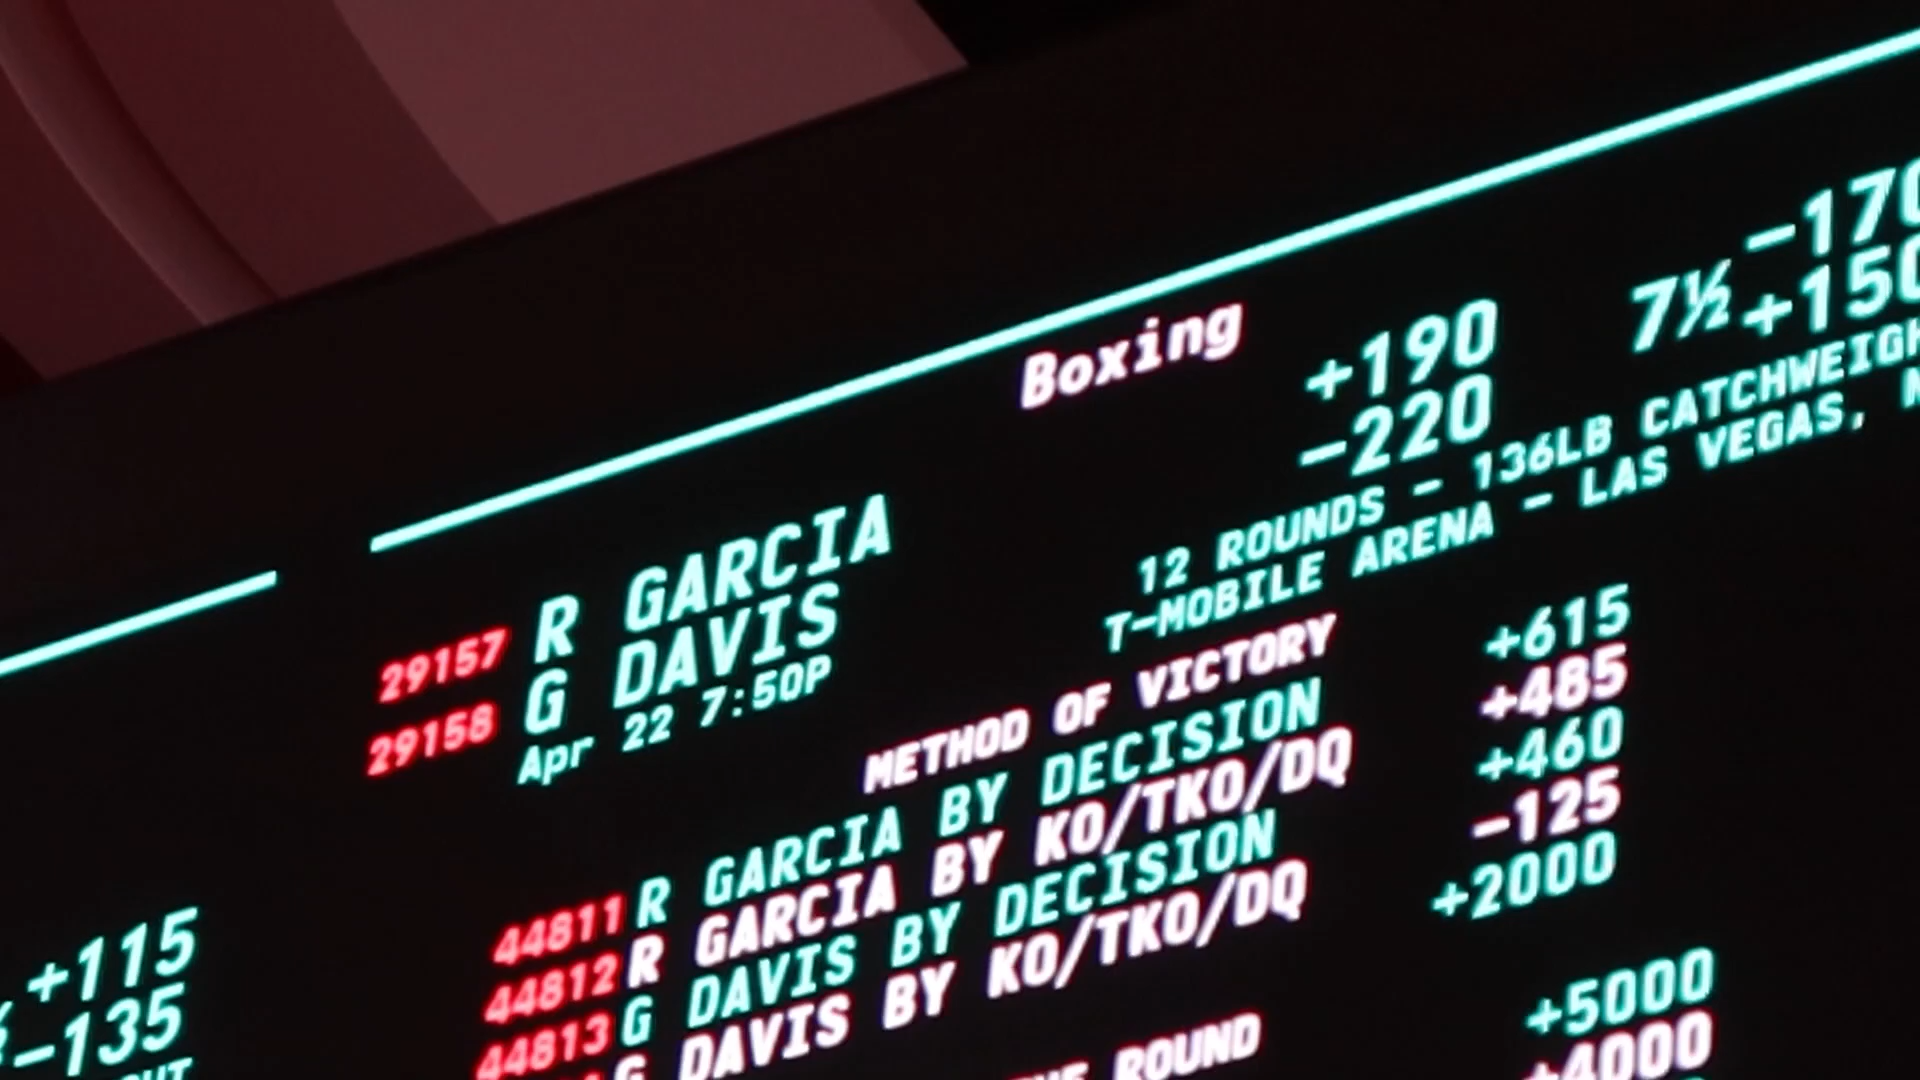 Boxing
29157 R GARCIA +190 7½ -170
29158 G DAVIS -220 +150
Apr 22 7:50P
12 ROUNDS - 136LB
T-MOBILE ARENA - LAS VEGAS,
METHOD OF VICTORY
44811 R GARCIA BY DECISION +615
44812 R GARCIA BY KO/TKO/DQ +485
44813 G DAVIS BY DECISION +460
G DAVIS BY KO/TKO/DQ -125
+2000
ROUND
+5000
+4000
+115
-135